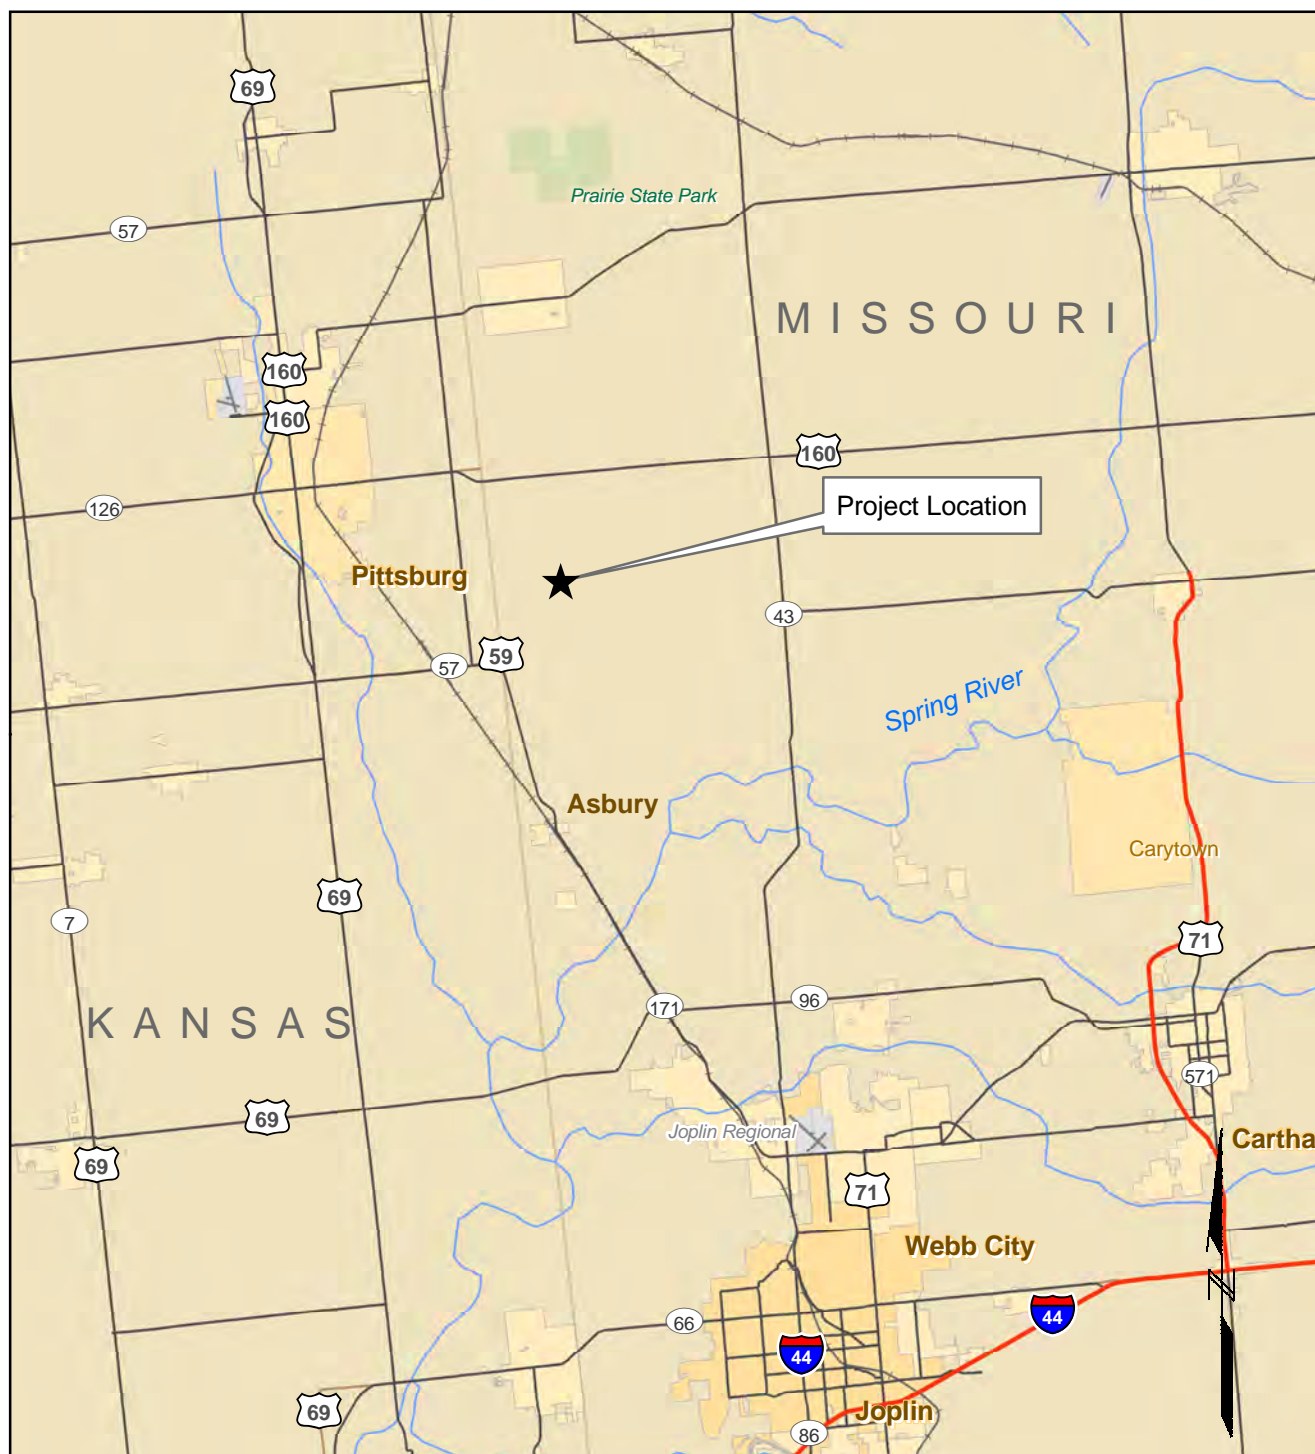 69
Prairie State Park
57
MISSOURI
160
160
160
126
Project Location
Pittsburg
43
59
57
Spring River
Asbury
Carytown
69
7
71
171
96
KANSAS
571
69
Joplin Regional
Cartha
69
71
Webb City
44
66
44
69
Joplin
86